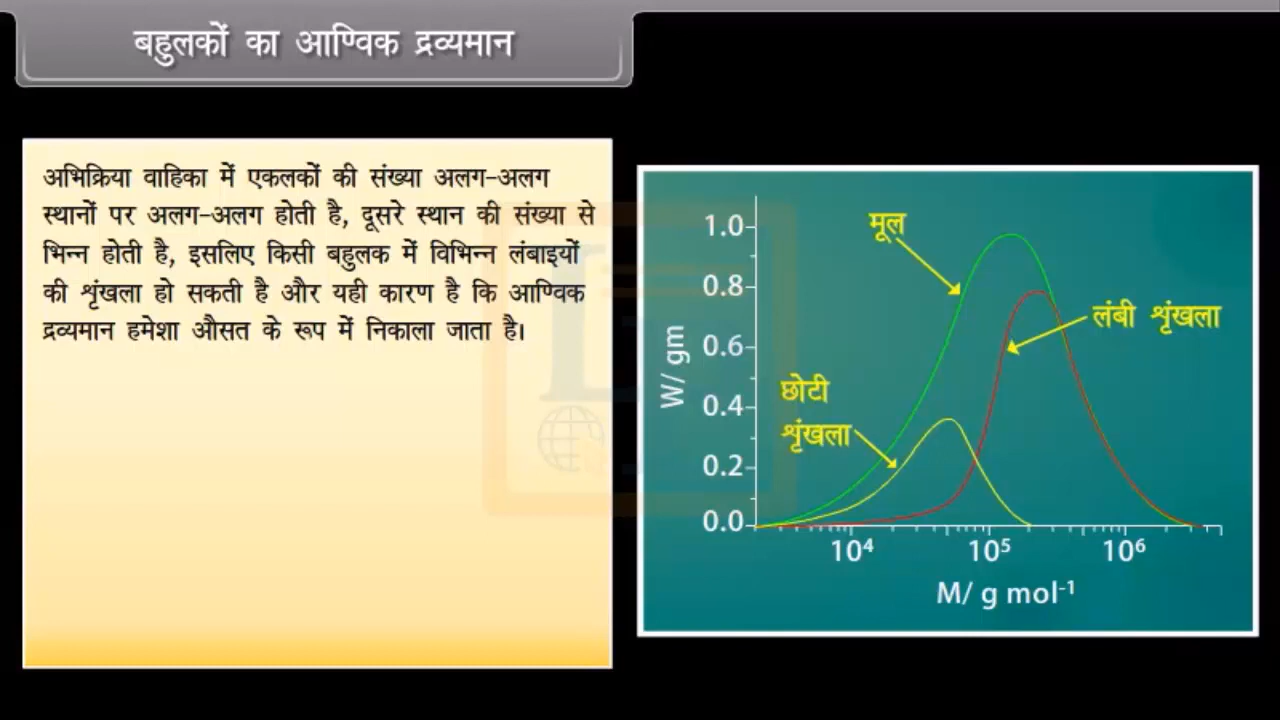 बहुलकों का आण्विक द्रव्यमान
अभिक्रिया वाहिका में एकलकों की संख्या अलग-अलग
स्थानों पर अलग-अलग होती है, दूसरे स्थान की संख्या से
भिन्न होती है, इसलिए किसी बहुलक में विभिन्न लंबाइयों
की शृंखला हो सकती है और यही कारण है कि आण्विक
द्रव्यमान हमेशा औसत के रूप में निकाला जाता है।
मूल
लंबी शृंखला
छोटी
शृंखला
W/ gm
1.0
0.8
0.6
0.4
0.2
0.0
10⁴ 10⁵ 10⁶
M/ g mol⁻¹